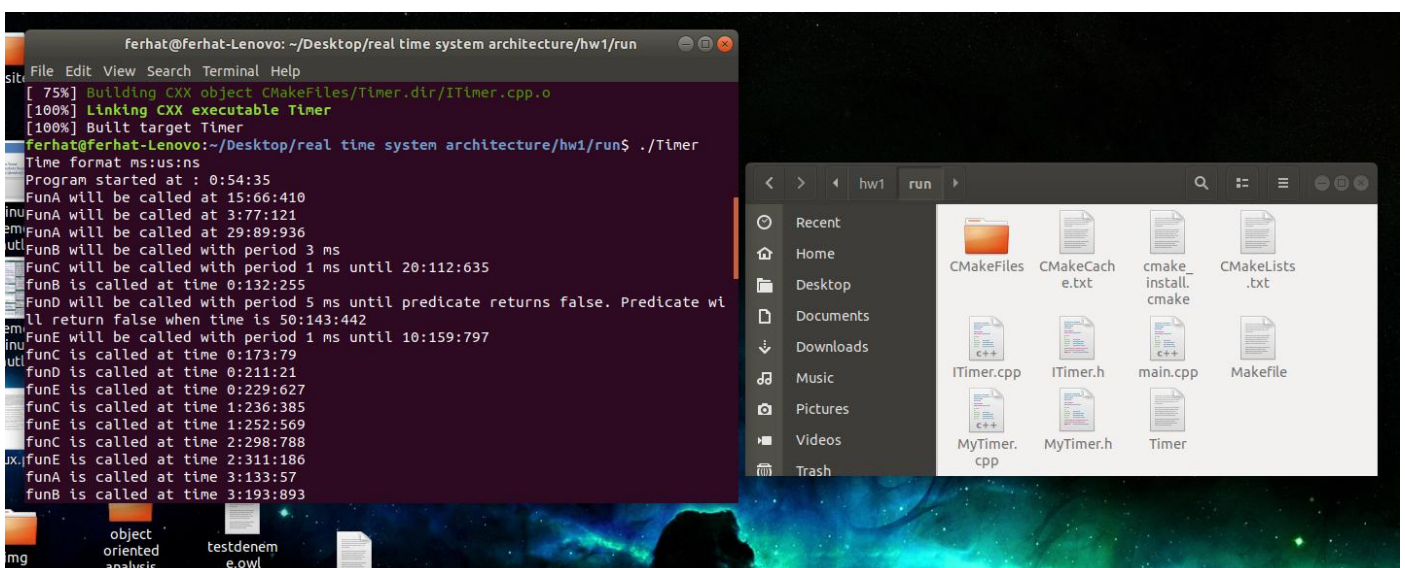 ferhat@ferhat-Lenovo: ~/Desktop/real time system architecture/hw1/run
File Edit View Search Terminal Help
[ 75%] Building CXX object CMakeFiles/Timer.dir/ITimer.cpp.o
[100%] Linking CXX executable Timer
[100%] Built target Timer
ferhat@ferhat-Lenovo:~/Desktop/real time system architecture/hw1/run$ ./Timer
Time format ms:us:ns
Program started at : 0:54:35
FunA will be called at 15:66:410
FunA will be called at 3:77:121
FunA will be called at 29:89:936
FunB will be called with period 3 ms
FunC will be called with period 1 ms until 20:112:635
funB is called at time 0:132:255
FunD will be called with period 5 ms until predicate returns false. Predicate wi
ll return false when time is 50:143:442
FunE will be called with period 1 ms until 10:159:797
funC is called at time 0:173:79
funD is called at time 0:211:21
funE is called at time 0:229:627
funC is called at time 1:236:385
funE is called at time 1:252:569
funC is called at time 2:298:788
funE is called at time 2:311:186
funA is called at time 3:133:57
funB is called at time 3:193:893
hw1 run
Recent
Home
Desktop
Documents
Downloads
Music
Pictures
Videos
Trash
CMakeFiles
CMakeCach
e.txt
cmake_
install.
cmake
CMakeLists
.txt
ITimer.cpp
ITimer.h
main.cpp
Makefile
MyTimer.
cpp
MyTimer.h
Timer
img
object
oriented
analysis
testdenem
e.owl